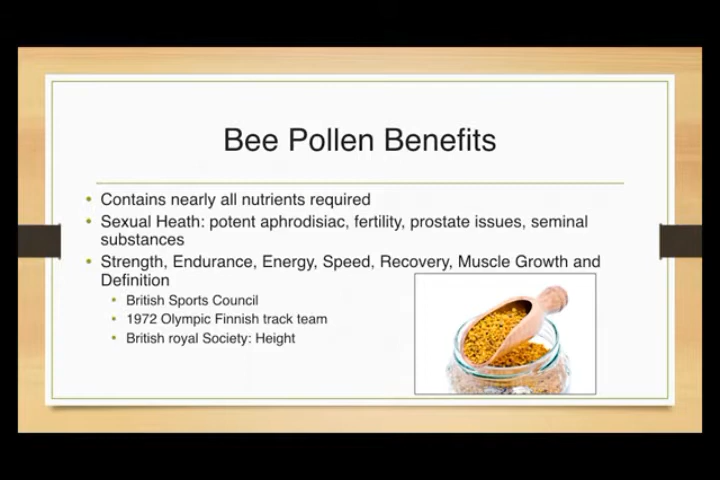 Bee Pollen Benefits
• Contains nearly all nutrients required
• Sexual Heath: potent aphrodisiac, fertility, prostate issues, seminal
substances
• Strength, Endurance, Energy, Speed, Recovery, Muscle Growth and
Definition
• British Sports Council
• 1972 Olympic Finnish track team
• British royal Society: Height